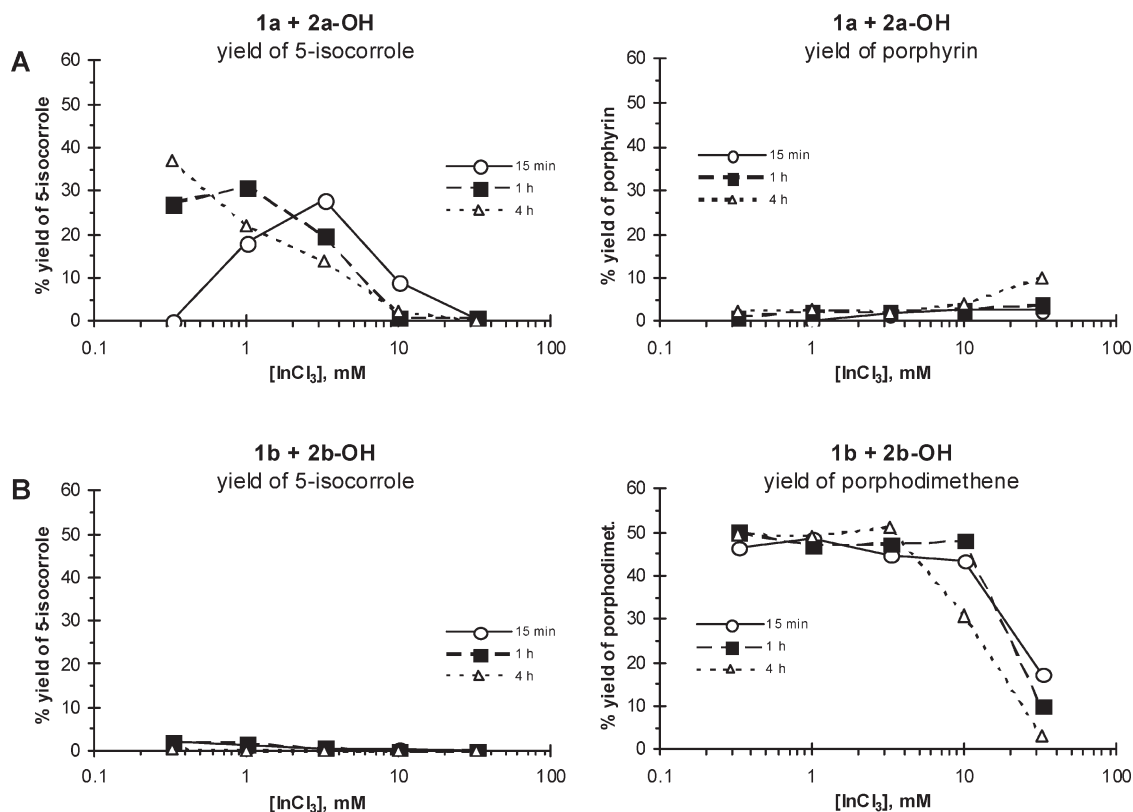 1a + 2a-OH
yield of 5-isocorrole
A
% yield of 5-isocorrole
60
50
40
30
20
10
0
15 min
1 h
4 h
0.1
1
10
100
[InCl₃], mM
1a + 2a-OH
yield of porphyrin
% yield of porphyrin
60
50
40
30
20
10
0
15 min
1 h
4 h
0.1
1
10
100
[InCl₃], mM
1b + 2b-OH
yield of 5-isocorrole
B
% yield of 5-isocorrole
60
50
40
30
20
10
0
15 min
1 h
4 h
0.1
1
10
100
[InCl₃], mM
1b + 2b-OH
yield of porphodimethene
% yield of porphodimet.
60
50
40
30
20
10
0
15 min
1 h
4 h
0.1
1
10
100
[InCl₃], mM